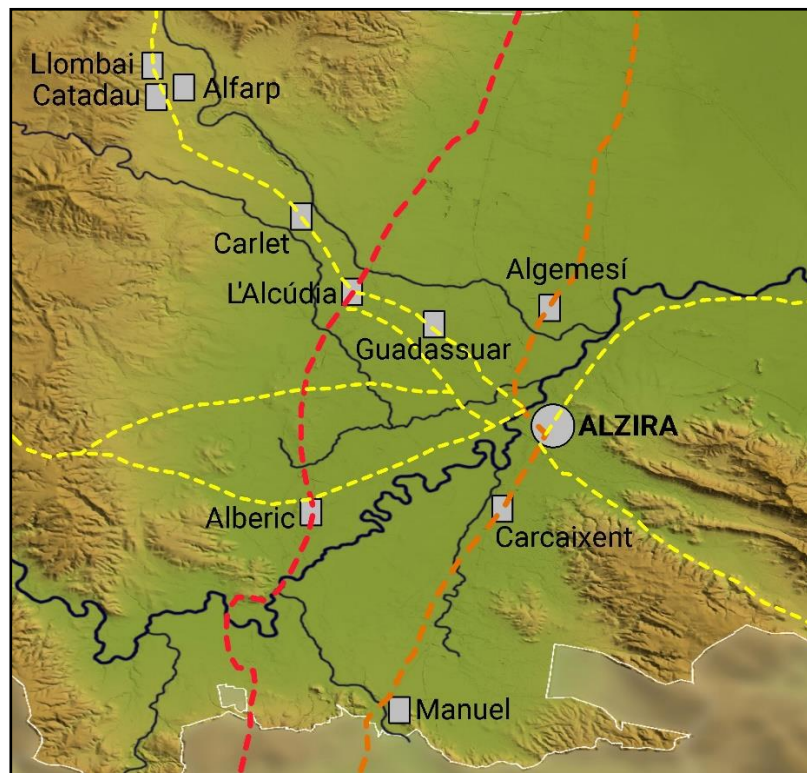 Llombai
Catadau
Alfarp
Carlet
L'Alcúdia
Algemesí
Guadassuar
ALZIRA
Alberic
Carcaixent
Manuel